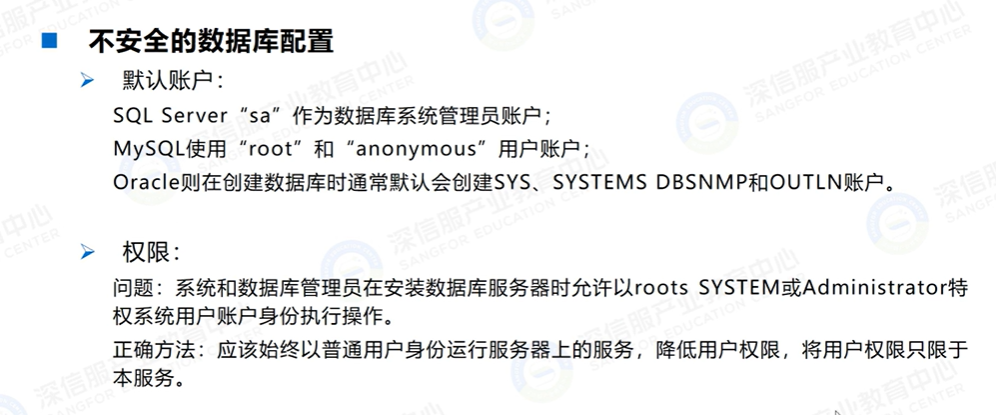 不安全的数据库配置
默认账户：
SQL Server“sa”作为数据库系统管理员账户；
MySQL使用“root”和“anonymous”用户账户；
Oracle则在创建数据库时通常默认会创建SYS、SYSTEMS DBSNMP和OUTLN账户。
权限：
问题：系统和数据库管理员在安装数据库服务器时允许以roots SYSTEM或Administrator特
权系统用户账户身份执行操作。
正确方法：应该始终以普通用户身份运行服务器上的服务，降低用户权限，将用户权限只限于
本服务。
深信服产业教育中心
SANGFOR EDUCATION CENTER